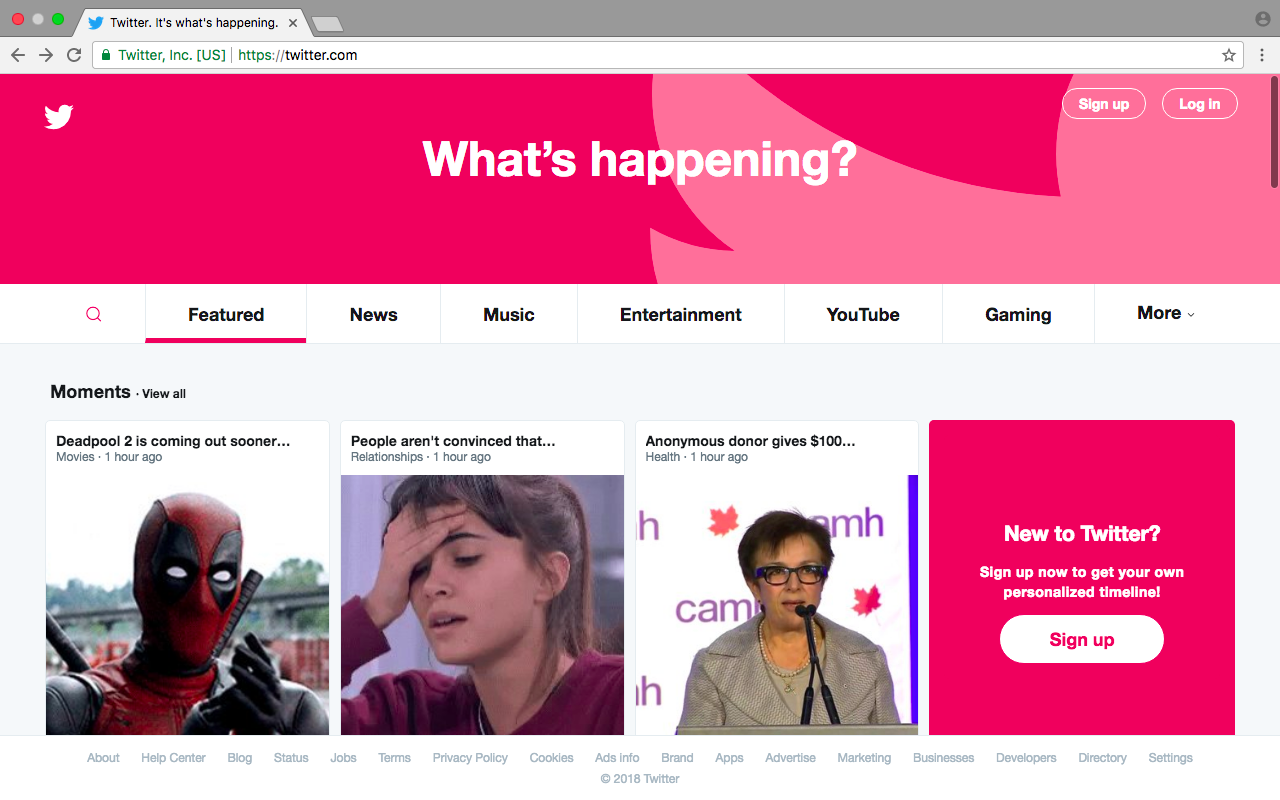 Twitter. It's what's happening.
Twitter, Inc. [US] https://twitter.com
Sign up Log in
What's happening?
Featured News Music Entertainment YouTube Gaming More
Moments · View all
Deadpool 2 is coming out sooner...
Movies · 1 hour ago
People aren't convinced that...
Relationships · 1 hour ago
Anonymous donor gives $100...
Health · 1 hour ago
h
camh
mh
New to Twitter?
Sign up now to get your own
personalized timeline!
Sign up
About Help Center Blog Status Jobs Terms Privacy Policy Cookies Ads info Brand Apps Advertise Marketing Businesses Developers Directory Settings
© 2018 Twitter